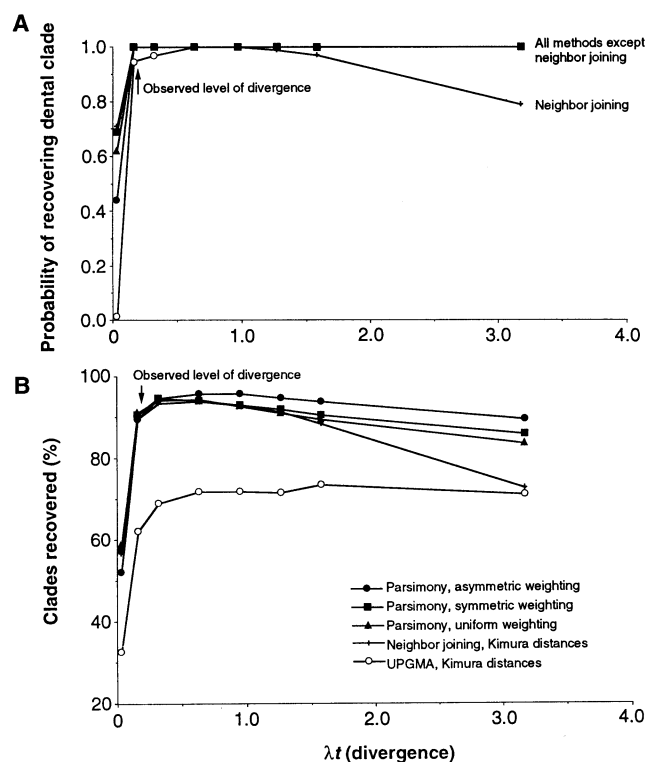 A
Probability of recovering dental clade
1.0
0.8
0.6
0.4
0.2
0.0
Observed level of divergence
All methods except
neighbor joining
Neighbor joining
0
1.0
2.0
3.0
4.0
B
Clades recovered (%)
100
80
60
40
20
Observed level of divergence
Parsimony, asymmetric weighting
Parsimony, symmetric weighting
Parsimony, uniform weighting
Neighbor joining, Kimura distances
UPGMA, Kimura distances
0
1.0
2.0
3.0
4.0
λt (divergence)